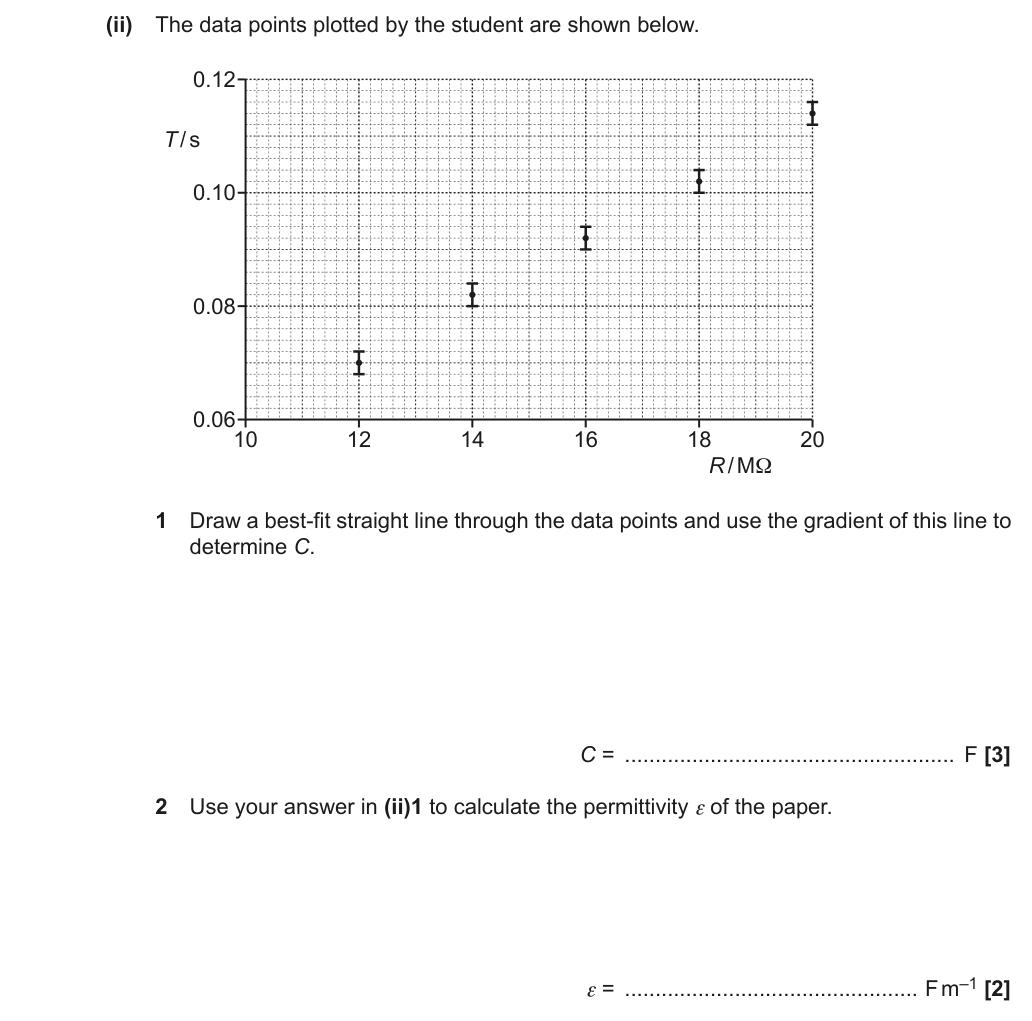 (ii) The data points plotted by the student are shown below.
0.12
T / s
0.10
0.08
0.06
10 12 14 16 18 20
R / MΩ
1 Draw a best-fit straight line through the data points and use the gradient of this line to
determine C.
C = ..................................................... F [3]
2 Use your answer in (ii)1 to calculate the permittivity ε of the paper.
ε = ............................................... F m⁻¹ [2]